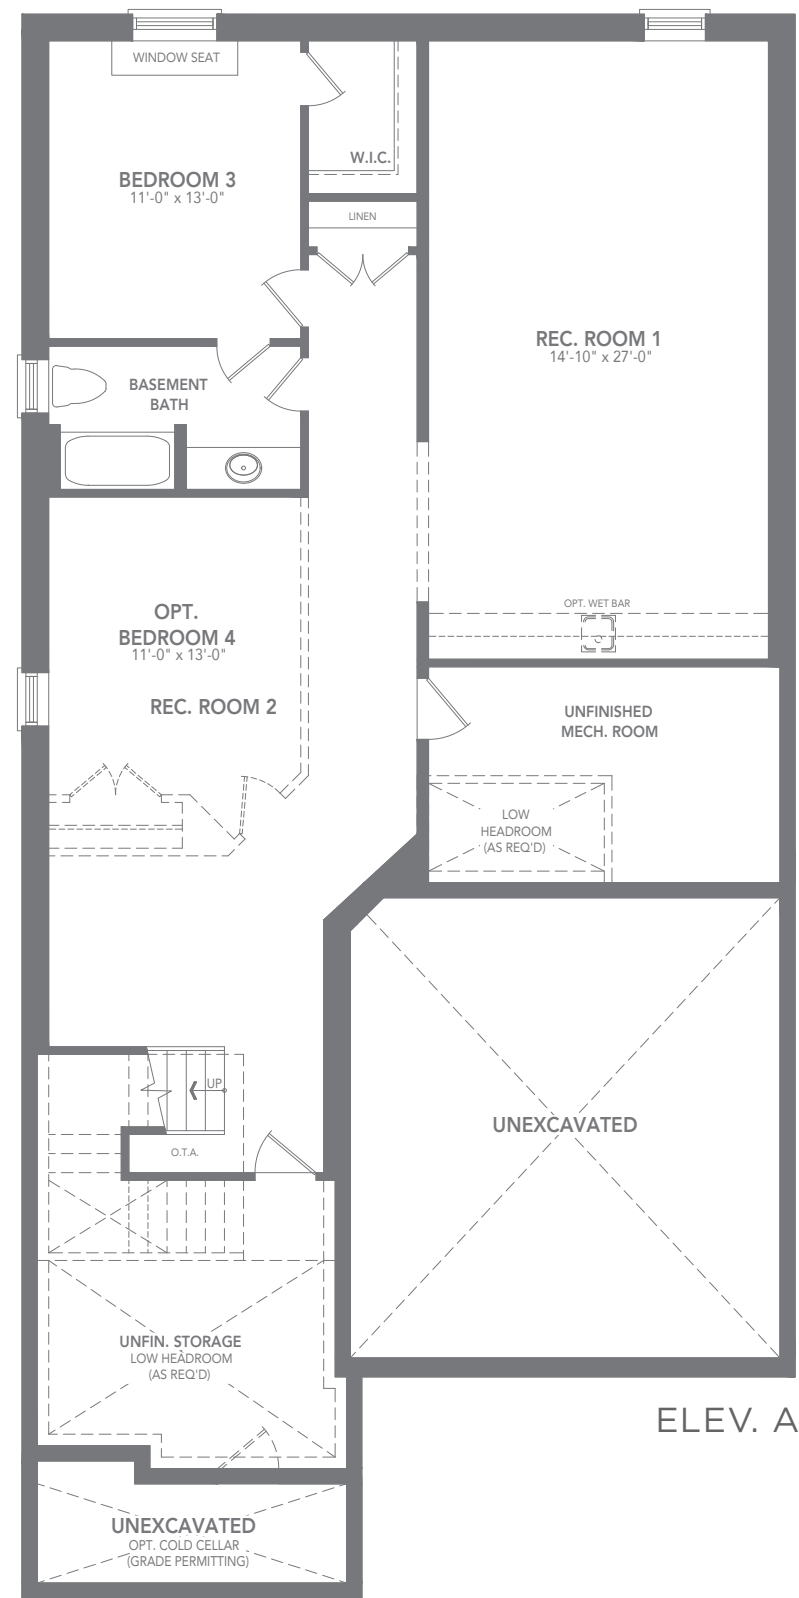 WINDOW SEAT
W.I.C.
BEDROOM 3
11'-0" x 13'-0"
LINEN
REC. ROOM 1
14'-10" x 27'-0"
BASEMENT
BATH
OPT.
BEDROOM 4
11'-0" x 13'-0"
REC. ROOM 2
OPT. WET BAR
UNFINISHED
MECH. ROOM
LOW
HEADROOM
(AS REQ'D)
UP
O.T.A.
UNEXCAVATED
UNFIN. STORAGE
LOW HEADROOM
(AS REQ'D)
ELEV. A
UNEXCAVATED
OPT. COLD CELLAR
(GRADE PERMITTING)